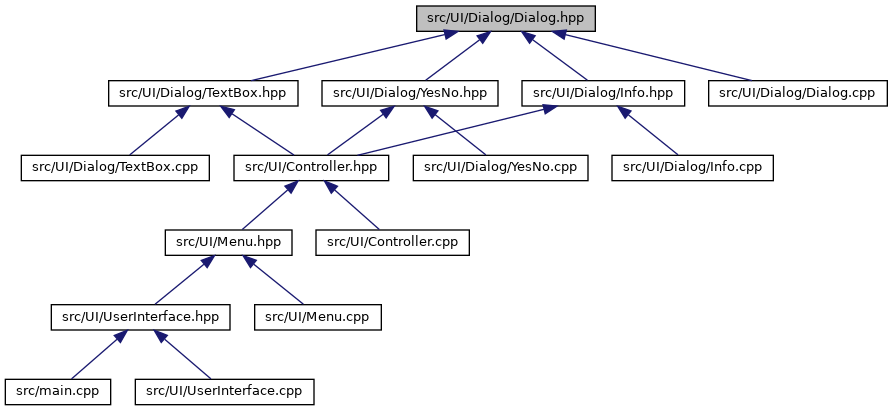 src/UI/Dialog/Dialog.hpp
src/UI/Dialog/TextBox.hpp
src/UI/Dialog/YesNo.hpp
src/UI/Dialog/Info.hpp
src/UI/Dialog/Dialog.cpp
src/UI/Dialog/TextBox.cpp
src/UI/Controller.hpp
src/UI/Dialog/YesNo.cpp
src/UI/Dialog/Info.cpp
src/UI/Menu.hpp
src/UI/Controller.cpp
src/UI/UserInterface.hpp
src/UI/Menu.cpp
src/main.cpp
src/UI/UserInterface.cpp